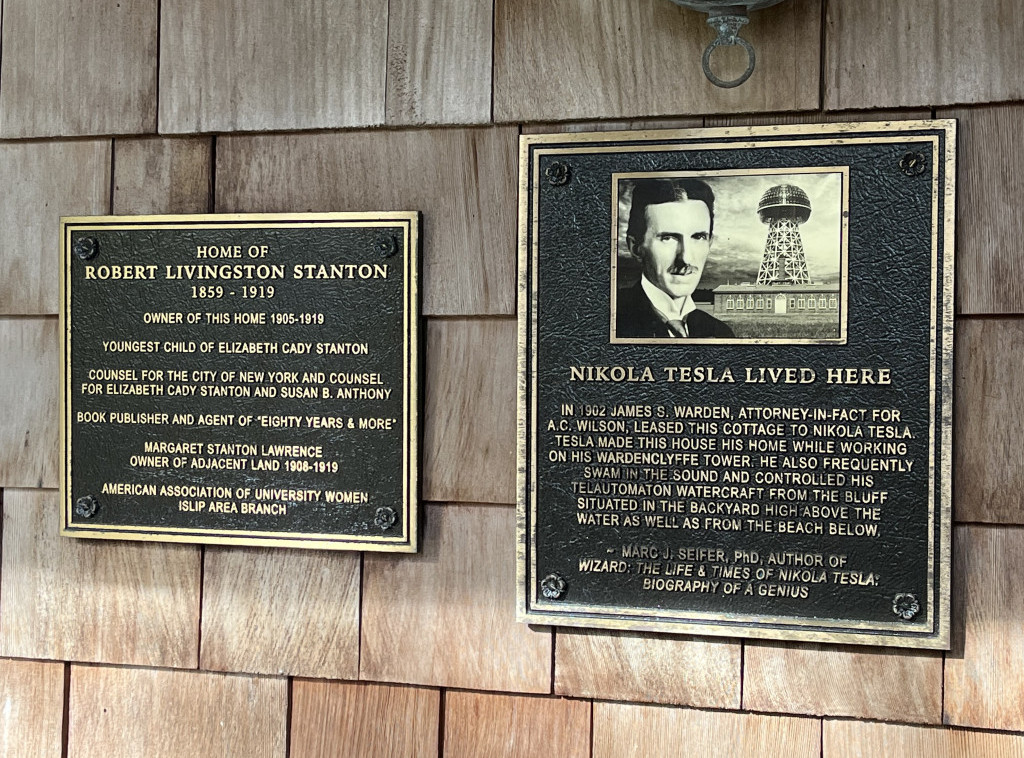 HOME OF
ROBERT LIVINGSTON STANTON
1859 - 1919
OWNER OF THIS HOME 1905-1919
YOUNGEST CHILD OF ELIZABETH CADY STANTON
COUNSEL FOR THE CITY OF NEW YORK AND COUNSEL
FOR ELIZABETH CADY STANTON AND SUSAN B. ANTHONY
BOOK PUBLISHER AND AGENT OF "EIGHTY YEARS & MORE"
MARGARET STANTON LAWRENCE
OWNER OF ADJACENT LAND 1908-1919
AMERICAN ASSOCIATION OF UNIVERSITY WOMEN
ISLIP AREA BRANCH
NIKOLA TESLA LIVED HERE
IN 1902 JAMES S. WARDEN, ATTORNEY-IN-FACT FOR
A.C. WILSON, LEASED THIS COTTAGE TO NIKOLA TESLA.
TESLA MADE THIS HOUSE HIS HOME WHILE WORKING
ON HIS WARDENCLYFFE TOWER. HE ALSO FREQUENTLY
SWAM IN THE SOUND AND CONTROLLED HIS
TELAUTOMATON WATERCRAFT FROM THE BLUFF
SITUATED IN THE BACKYARD HIGH ABOVE THE
WATER AS WELL AS FROM THE BEACH BELOW.
~ MARC J. SEIFER, PhD, AUTHOR OF
WIZARD: THE LIFE & TIMES OF NIKOLA TESLA:
BIOGRAPHY OF A GENIUS